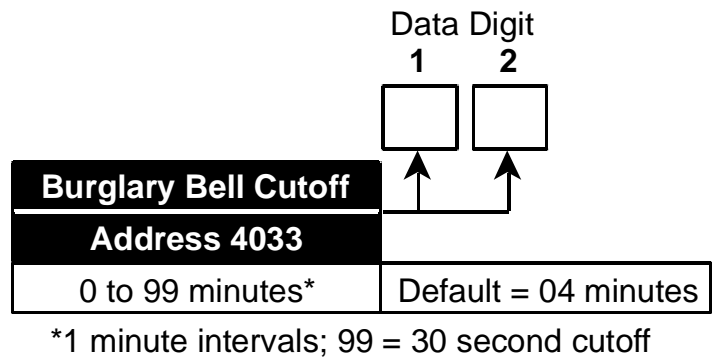 Data Digit
1 2
Burglary Bell Cutoff
Address 4033
0 to 99 minutes* Default = 04 minutes
*1 minute intervals; 99 = 30 second cutoff